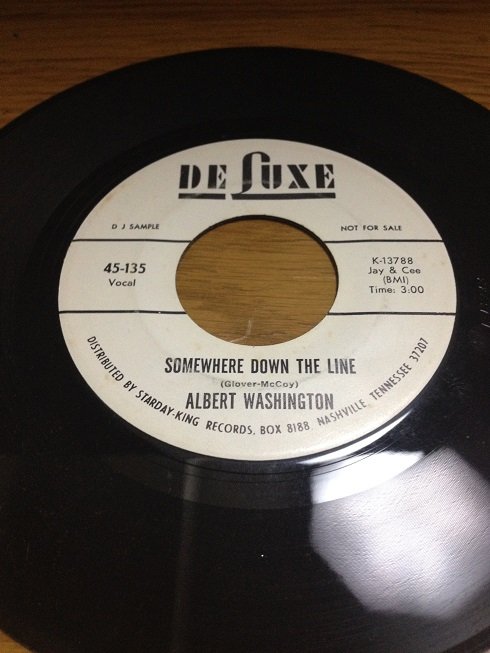 DE LUXE
D J SAMPLE
NOT FOR SALE
45-135
Vocal
K-13788
Jay & Cee
(BMI)
Time: 3:00
SOMEWHERE DOWN THE LINE
(Glover-McCoy)
ALBERT WASHINGTON
DISTRIBUTED BY STARDAY-KING RECORDS, BOX 8188, NASHVILLE, TENNESSEE 37207